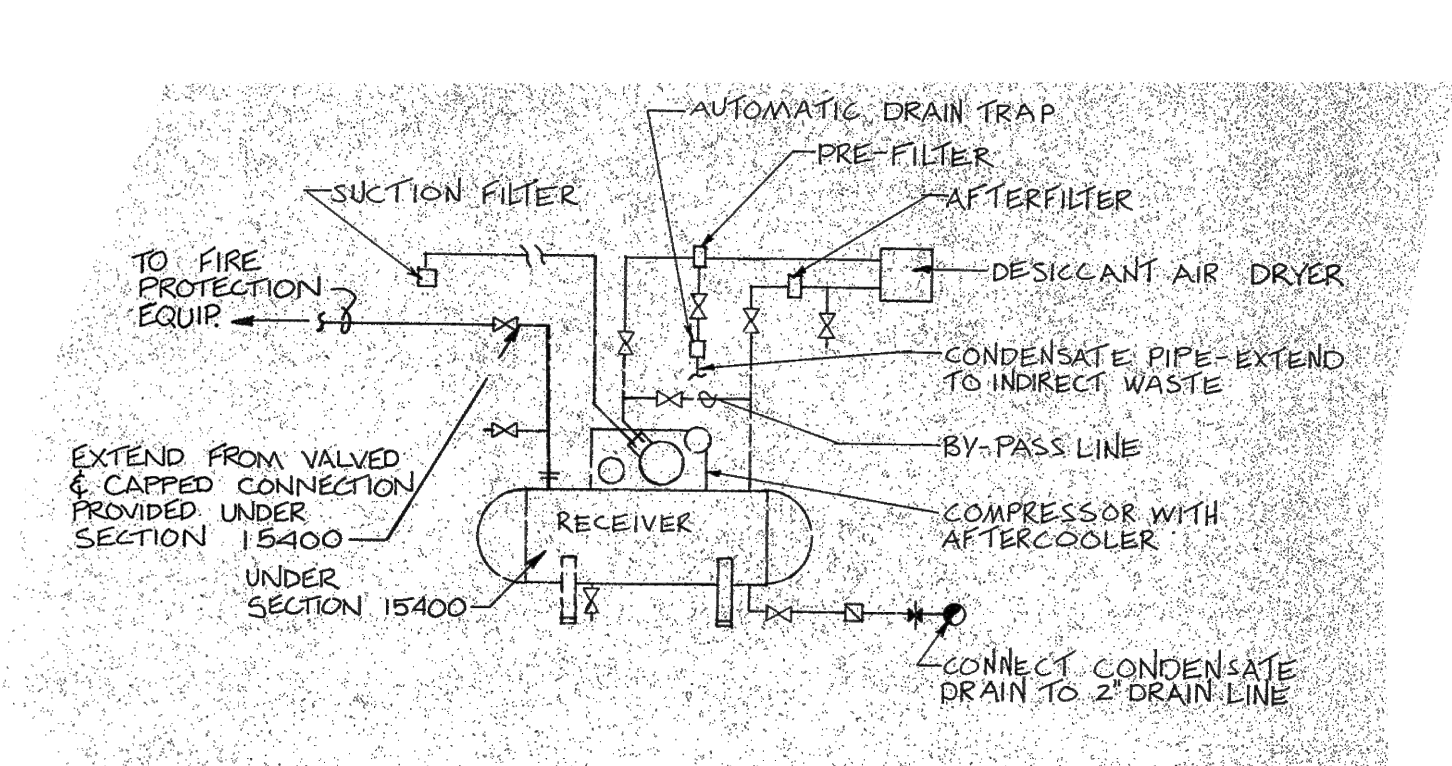 AUTOMATIC DRAIN TRAP
PRE-FILTER
SUCTION FILTER
AFTERFILTER
TO FIRE
PROTECTION
EQUIP.
DESICCANT AIR DRYER
CONDENSATE PIPE-EXTEND
TO INDIRECT WASTE
BY-PASS LINE
EXTEND FROM VALVED
& CAPPED CONNECTION
PROVIDED UNDER
SECTION 15400
RECEIVER
COMPRESSOR WITH
AFTERCOOLER
UNDER
SECTION 15400
CONNECT CONDENSATE
DRAIN TO 2" DRAIN LINE